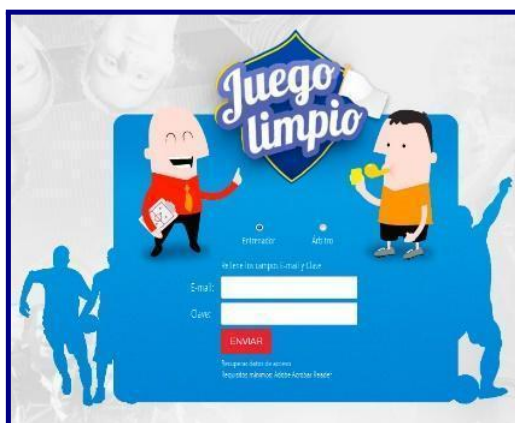 Juego
limpio
Entrenador Árbitro
Rellene los campos E-mail y Clave
E-mail:
Clave:
ENVIAR
Recuperar datos de acceso
Requisitos mínimos: Adobe Acrobat Reader